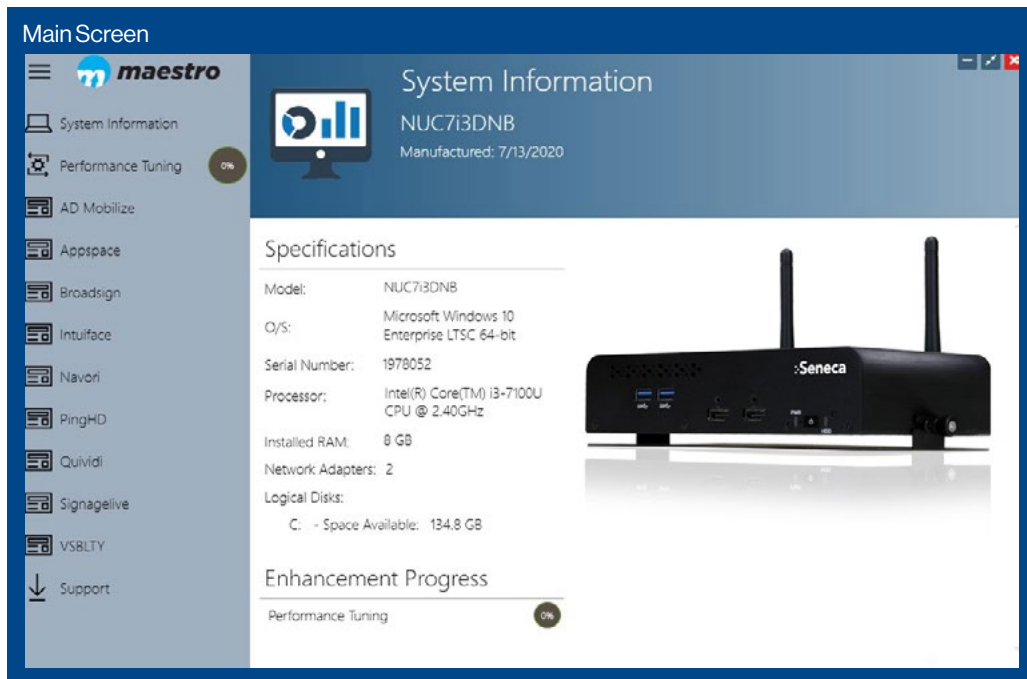 Main Screen
maestro
System Information
Performance Tuning 0%
AD Mobilize
Appspace
Broadsign
Intuiface
Navori
PingHD
Quividi
Signagelive
VSBLTY
Support
System Information
NUC7i3DNB
Manufactured: 7/13/2020
Specifications
Model: NUC7i3DNB
O/S: Microsoft Windows 10
Enterprise LTSC 64-bit
Serial Number: 1978052
Processor: Intel(R) Core(TM) i3-7100U
CPU @ 2.40GHz
Installed RAM: 8 GB
Network Adapters: 2
Logical Disks:
C: - Space Available: 134.8 GB
Enhancement Progress
Performance Tuning 0%
:Seneca
PWR
HDD